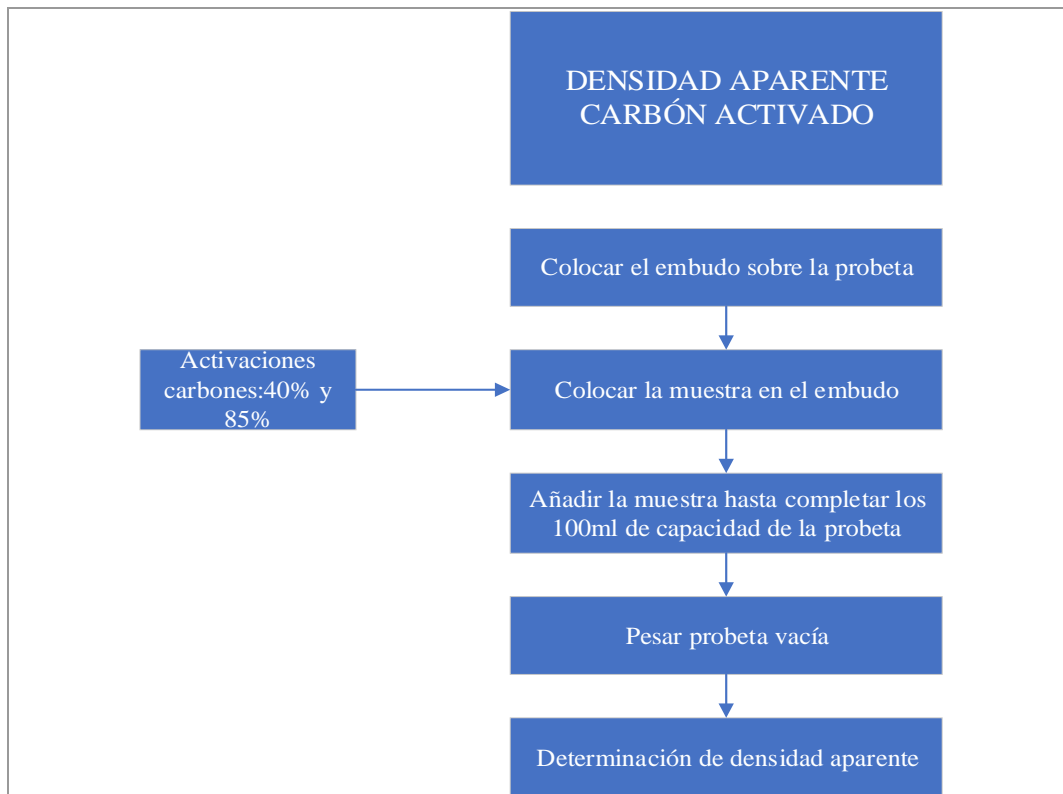 DENSIDAD APARENTE
CARBÓN ACTIVADO
Colocar el embudo sobre la probeta
Activaciones
carbones:40% y
85%
Colocar la muestra en el embudo
Añadir la muestra hasta completar los
100ml de capacidad de la probeta
Pesar probeta vacía
Determinación de densidad aparente